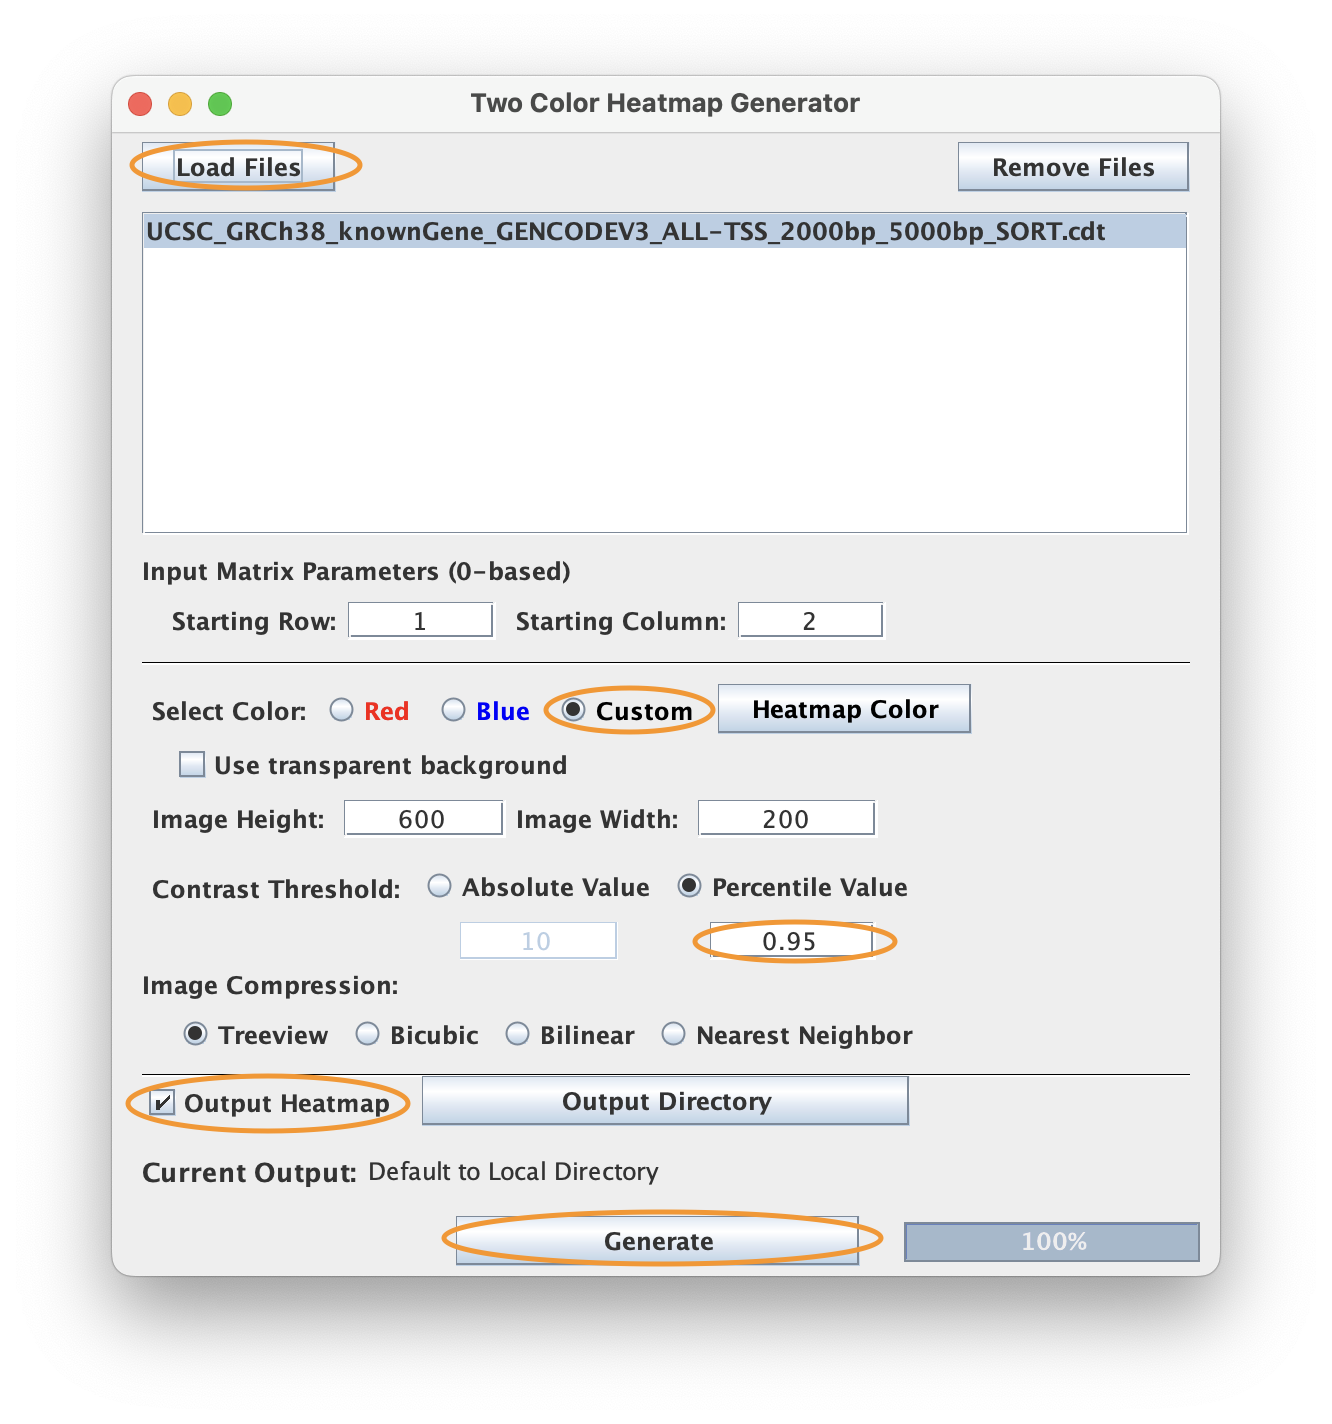 Two Color Heatmap Generator
Load Files Remove Files
UCSC_GRCh38_knownGene_GENCODEV3_ALL-TSS_2000bp_5000bp_SORT.cdt
Input Matrix Parameters (0-based)
Starting Row: 1 Starting Column: 2
Select Color: Red Blue Custom Heatmap Color
Use transparent background
Image Height: 600 Image Width: 200
Contrast Threshold: Absolute Value Percentile Value
10 0.95
Image Compression:
Treeview Bicubic Bilinear Nearest Neighbor
Output Heatmap Output Directory
Current Output: Default to Local Directory
Generate 100%